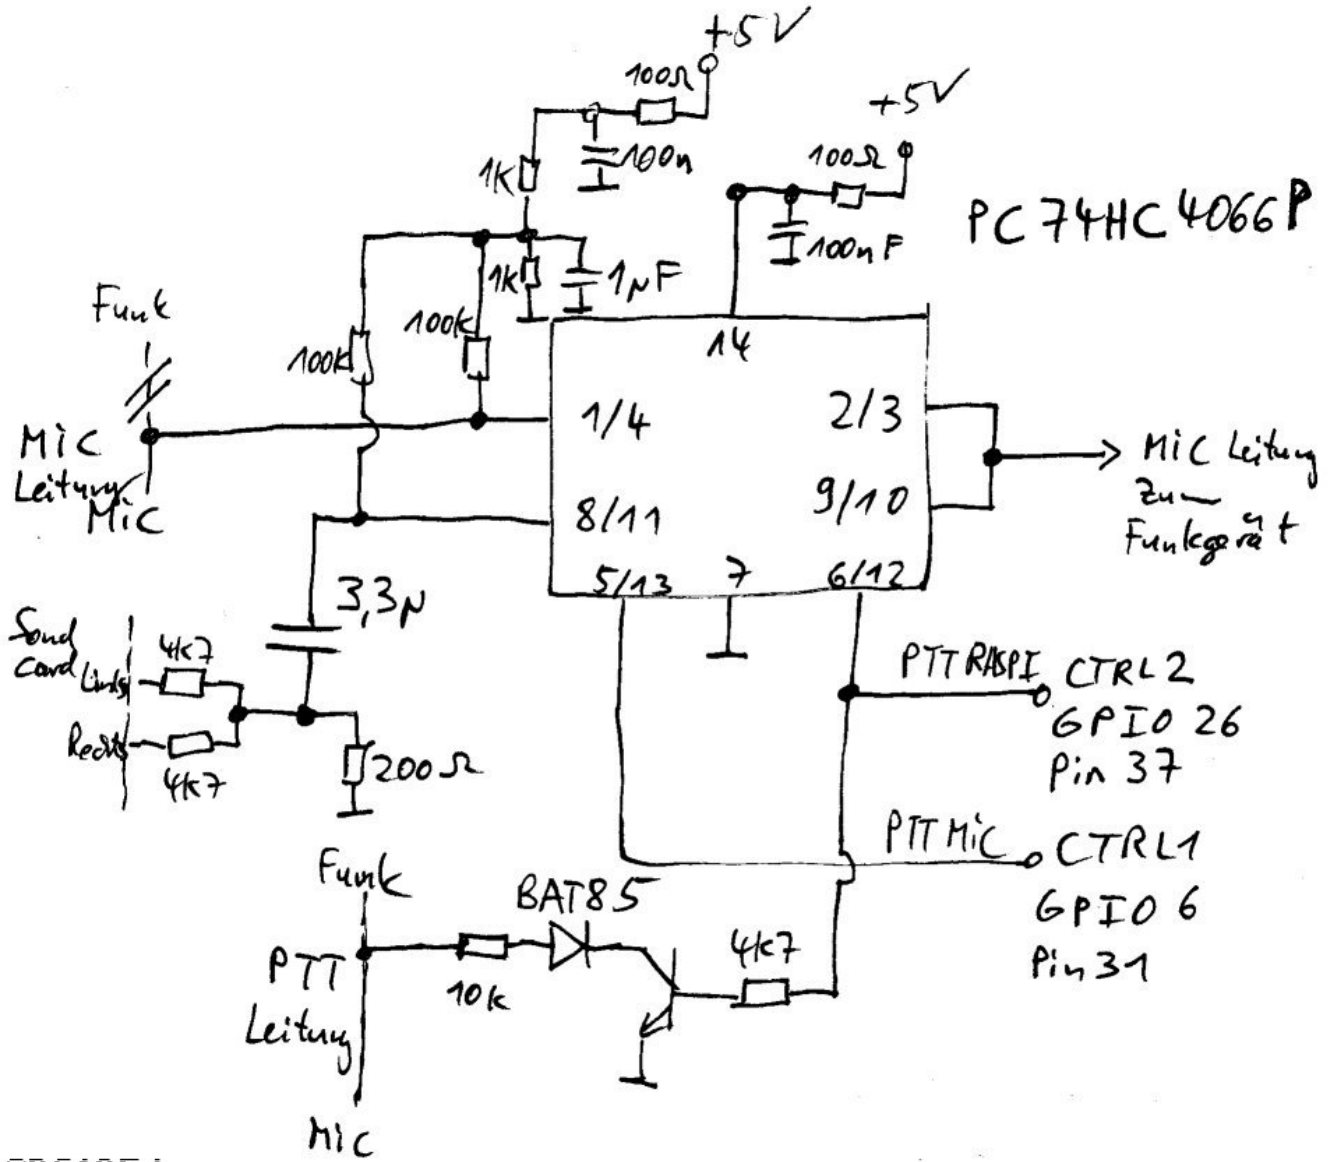 +5V
100Ω
+5V
1K
100n
100Ω
PC74HC4066P
100nF
1K
1µF
Funk
100K
100k
14
1/4
2/3
MiC
Leitung
MiC
MiC Leitung
zum
Funkgerät
8/11
9/10
5/13
7
6/12
3,3µ
Sound
card
Links
4k7
Rechts
4k7
200Ω
PTT RASPI
CTRL2
GPIO 26
Pin 37
PTT MiC
CTRL1
GPIO 6
Pin 31
Funk
BAT85
4k7
PTT
Leitung
10k
MiC